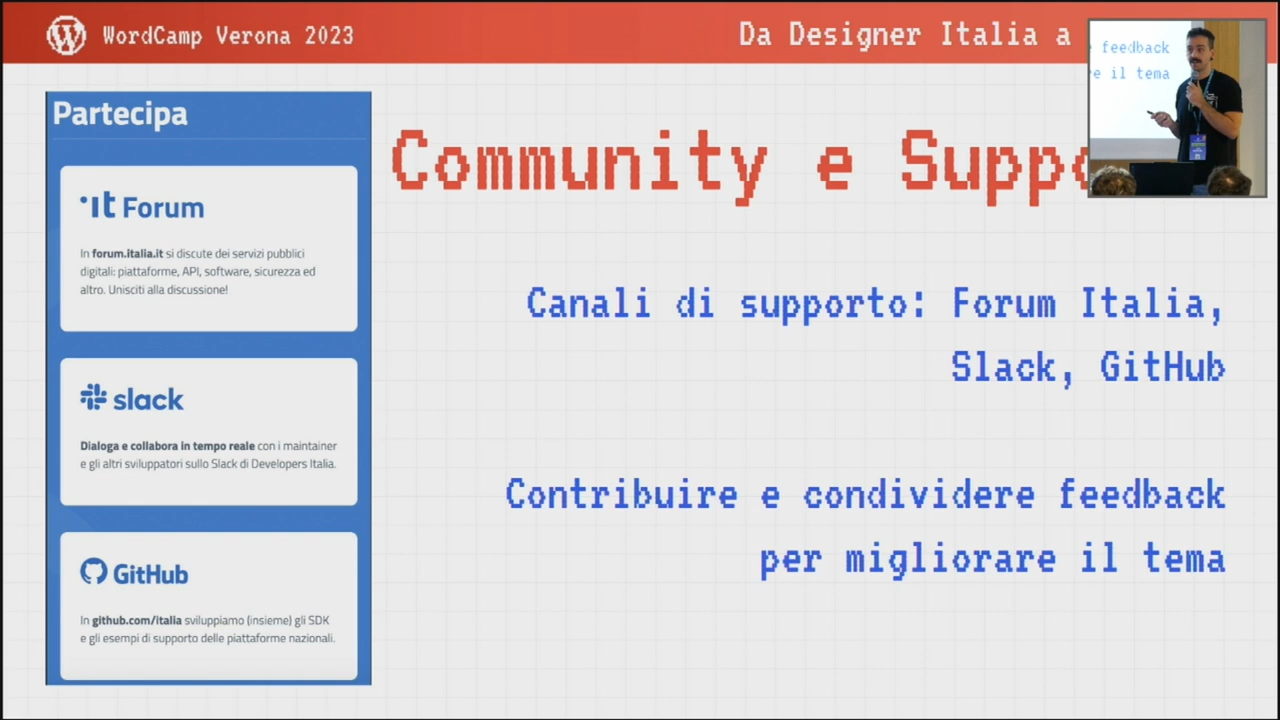 WordCamp Verona 2023
Da Designer Italia a
Partecipa
Community e Suppo
.it Forum
In forum.italia.it si discute dei servizi pubblici
digitali: piattaforme, API, software, sicurezza ed
altro. Unisciti alla discussione!
slack
Dialoga e collabora in tempo reale con i maintainer
e gli altri sviluppatori sullo Slack di Developers Italia.
GitHub
In github.com/italia sviluppiamo (insieme) gli SDK
e gli esempi di supporto delle piattaforme nazionali.
Canali di supporto: Forum Italia,
Slack, GitHub
Contribuire e condividere feedback
per migliorare il tema
feedback
e il tema